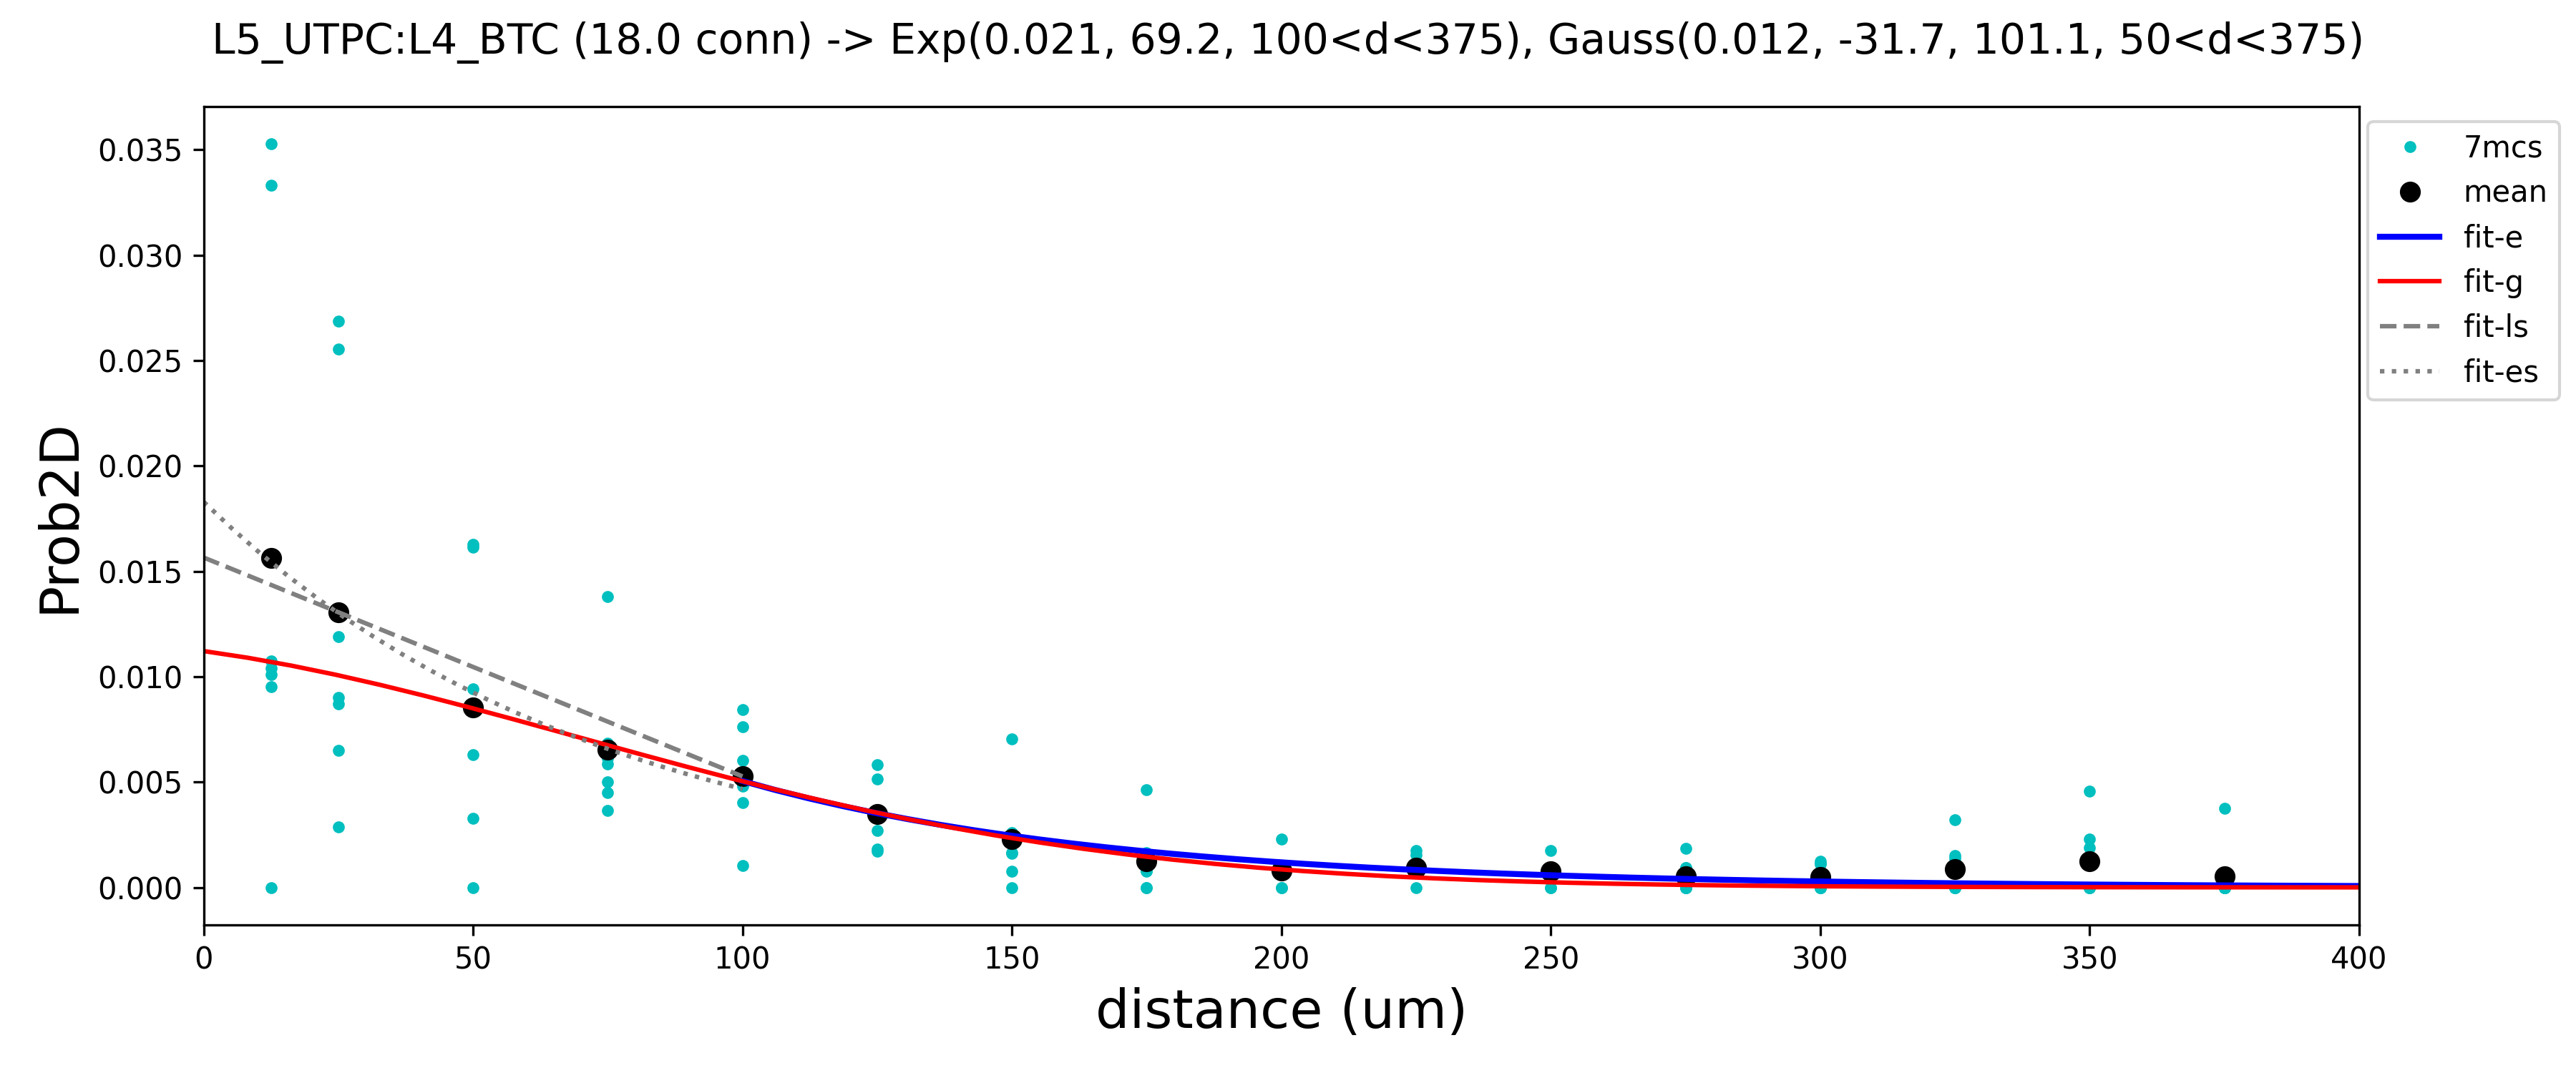 L5_UTPC:L4_BTC (18.0 conn) -> Exp(0.021, 69.2, 100<d<375), Gauss(0.012, -31.7, 101.1, 50<d<375)
0.035
0.030
0.025
0.020
0.015
0.010
0.005
0.000
Prob2D
0 50 100 150 200 250 300 350 400
distance (um)
7mcs
mean
fit-e
fit-g
fit-ls
fit-es